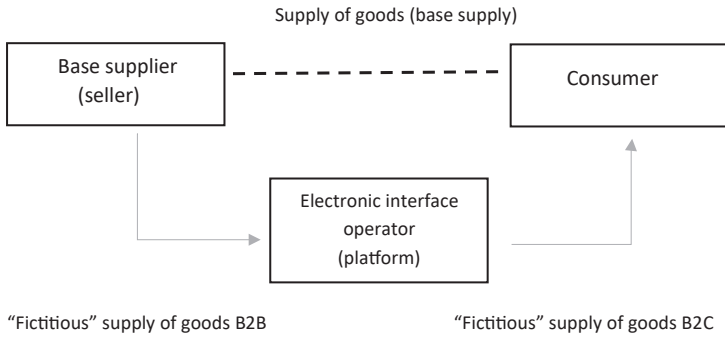 Supply of goods (base supply)
Base supplier
(seller)
Consumer
Electronic interface
operator
(platform)
“Fictitious” supply of goods B2B
“Fictitious” supply of goods B2C